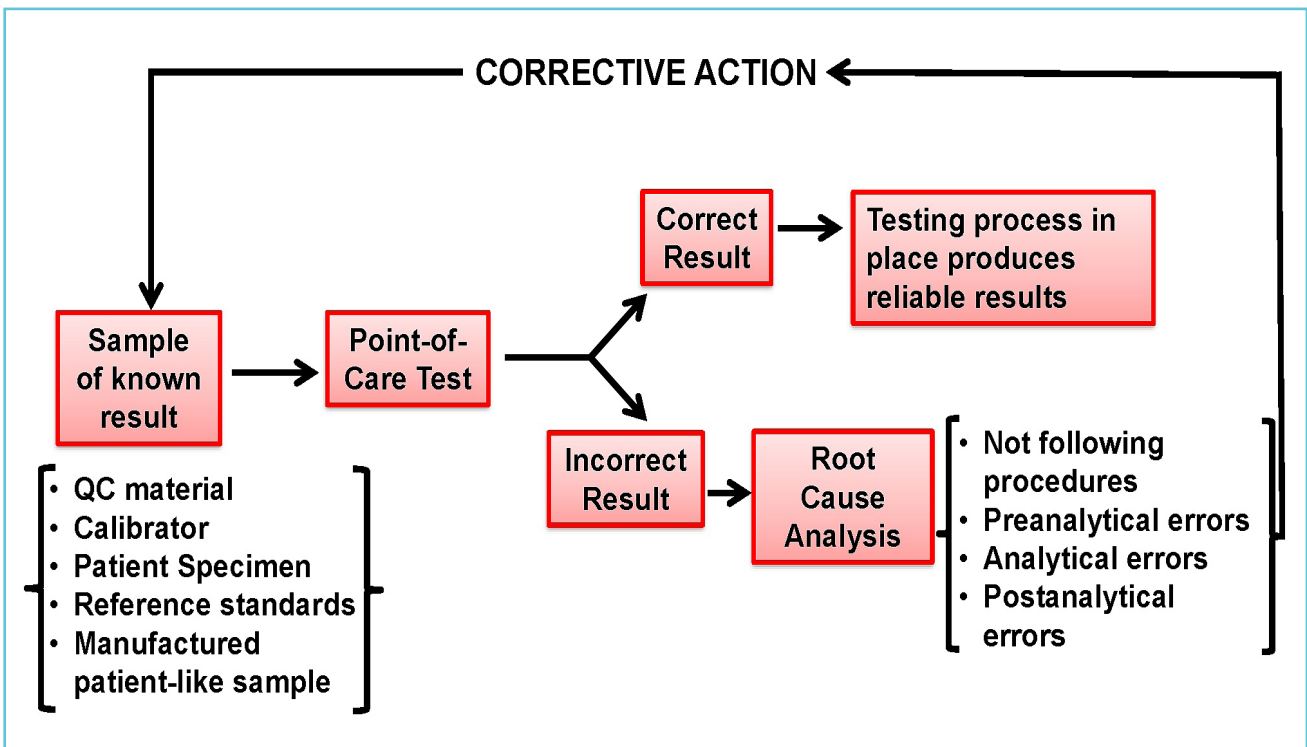 CORRECTIVE ACTION
Correct
Result
Testing process in
place produces
reliable results
Sample
of known
result
Point-of-
Care Test
Incorrect
Result
Root
Cause
Analysis
• Not following
procedures
• Preanalytical errors
• Analytical errors
• Postanalytical
errors
• QC material
• Calibrator
• Patient Specimen
• Reference standards
• Manufactured
patient-like sample